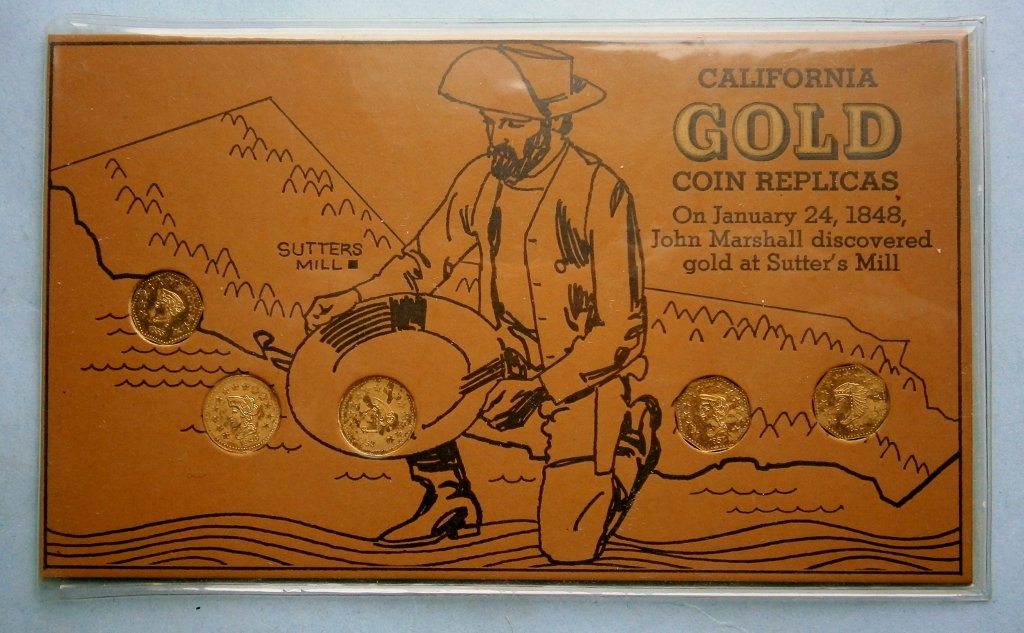 CALIFORNIA
GOLD
COIN REPLICAS
On January 24, 1848,
John Marshall discovered
gold at Sutter's Mill
SUTTERS
MILL